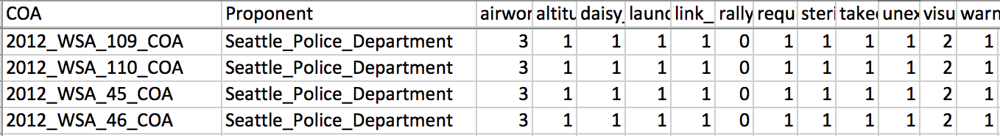 COA Proponent airwor altitu daisy_ launc link_ rally requi steri takec unex visu warn
2012_WSA_109_COA Seattle_Police_Department 3 1 1 1 1 0 1 1 1 1 2 1
2012_WSA_110_COA Seattle_Police_Department 3 1 1 1 1 0 1 1 1 1 2 1
2012_WSA_45_COA Seattle_Police_Department 3 1 1 1 1 0 1 1 1 1 2 1
2012_WSA_46_COA Seattle_Police_Department 3 1 1 1 1 0 1 1 1 1 2 1